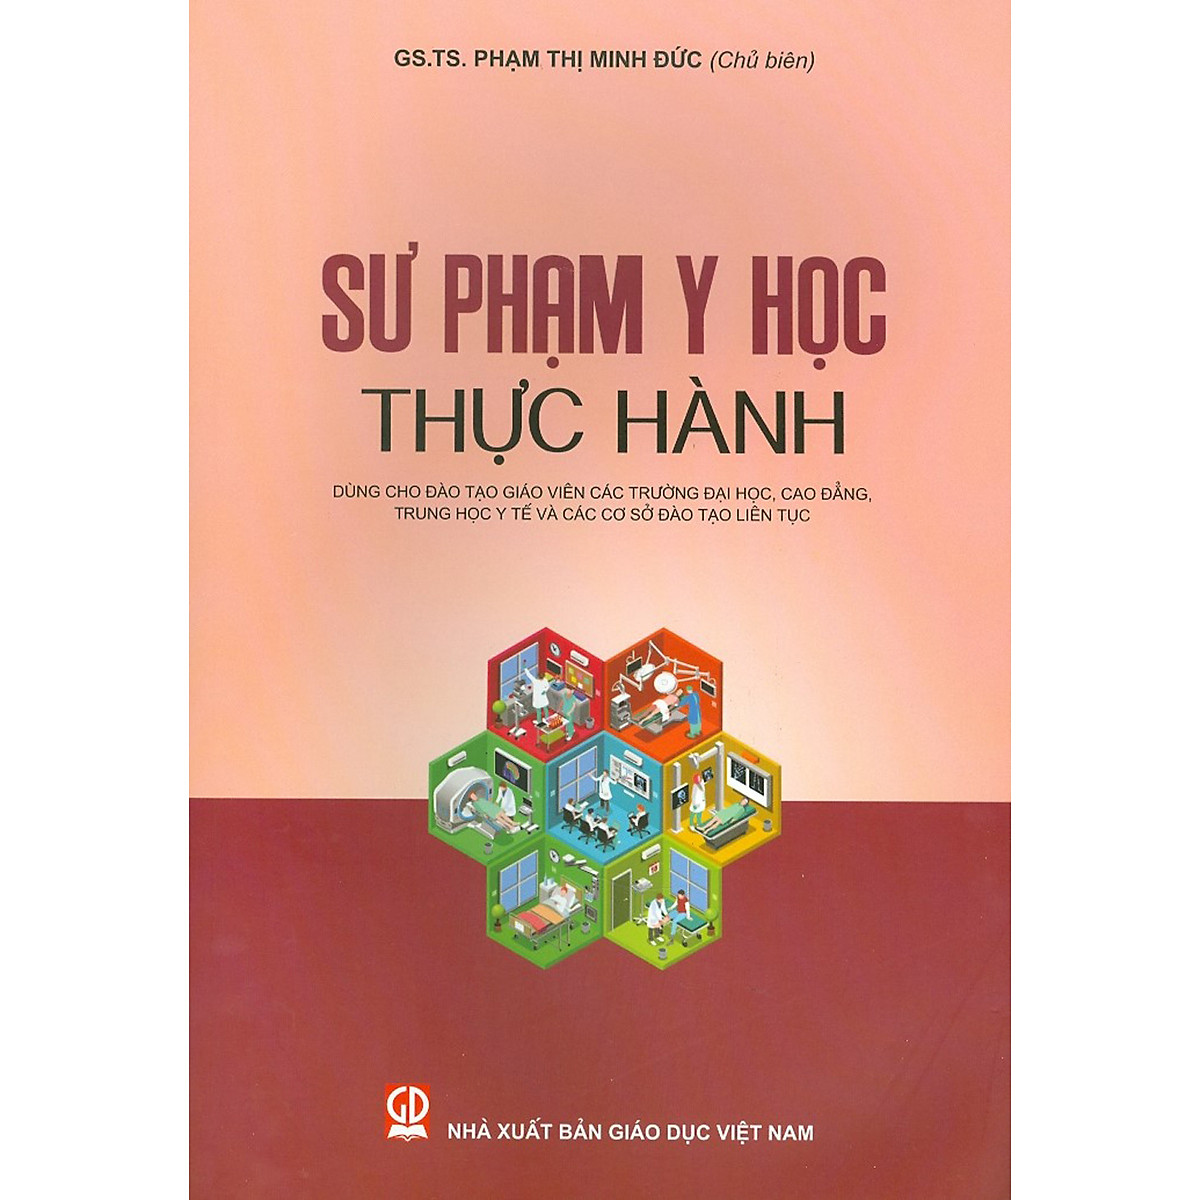 GS.TS. PHẠM THỊ MINH ĐỨC (Chủ biên)
SƯ PHẠM Y HỌC
THỰC HÀNH
DÙNG CHO ĐÀO TẠO GIÁO VIÊN CÁC TRƯỜNG ĐẠI HỌC, CAO ĐẲNG,
TRUNG HỌC Y TẾ VÀ CÁC CƠ SỞ ĐÀO TẠO LIÊN TỤC
GD
NHÀ XUẤT BẢN GIÁO DỤC VIỆT NAM